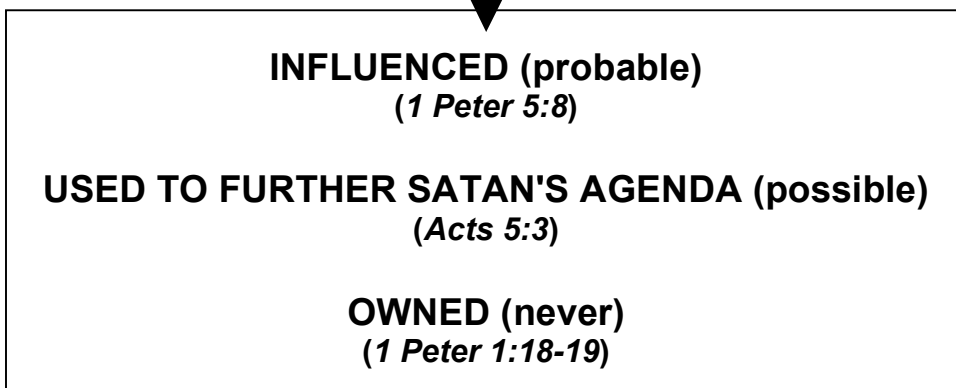 INFLUENCED (probable)
(1 Peter 5:8)
USED TO FURTHER SATAN'S AGENDA (possible)
(Acts 5:3)
OWNED (never)
(1 Peter 1:18-19)